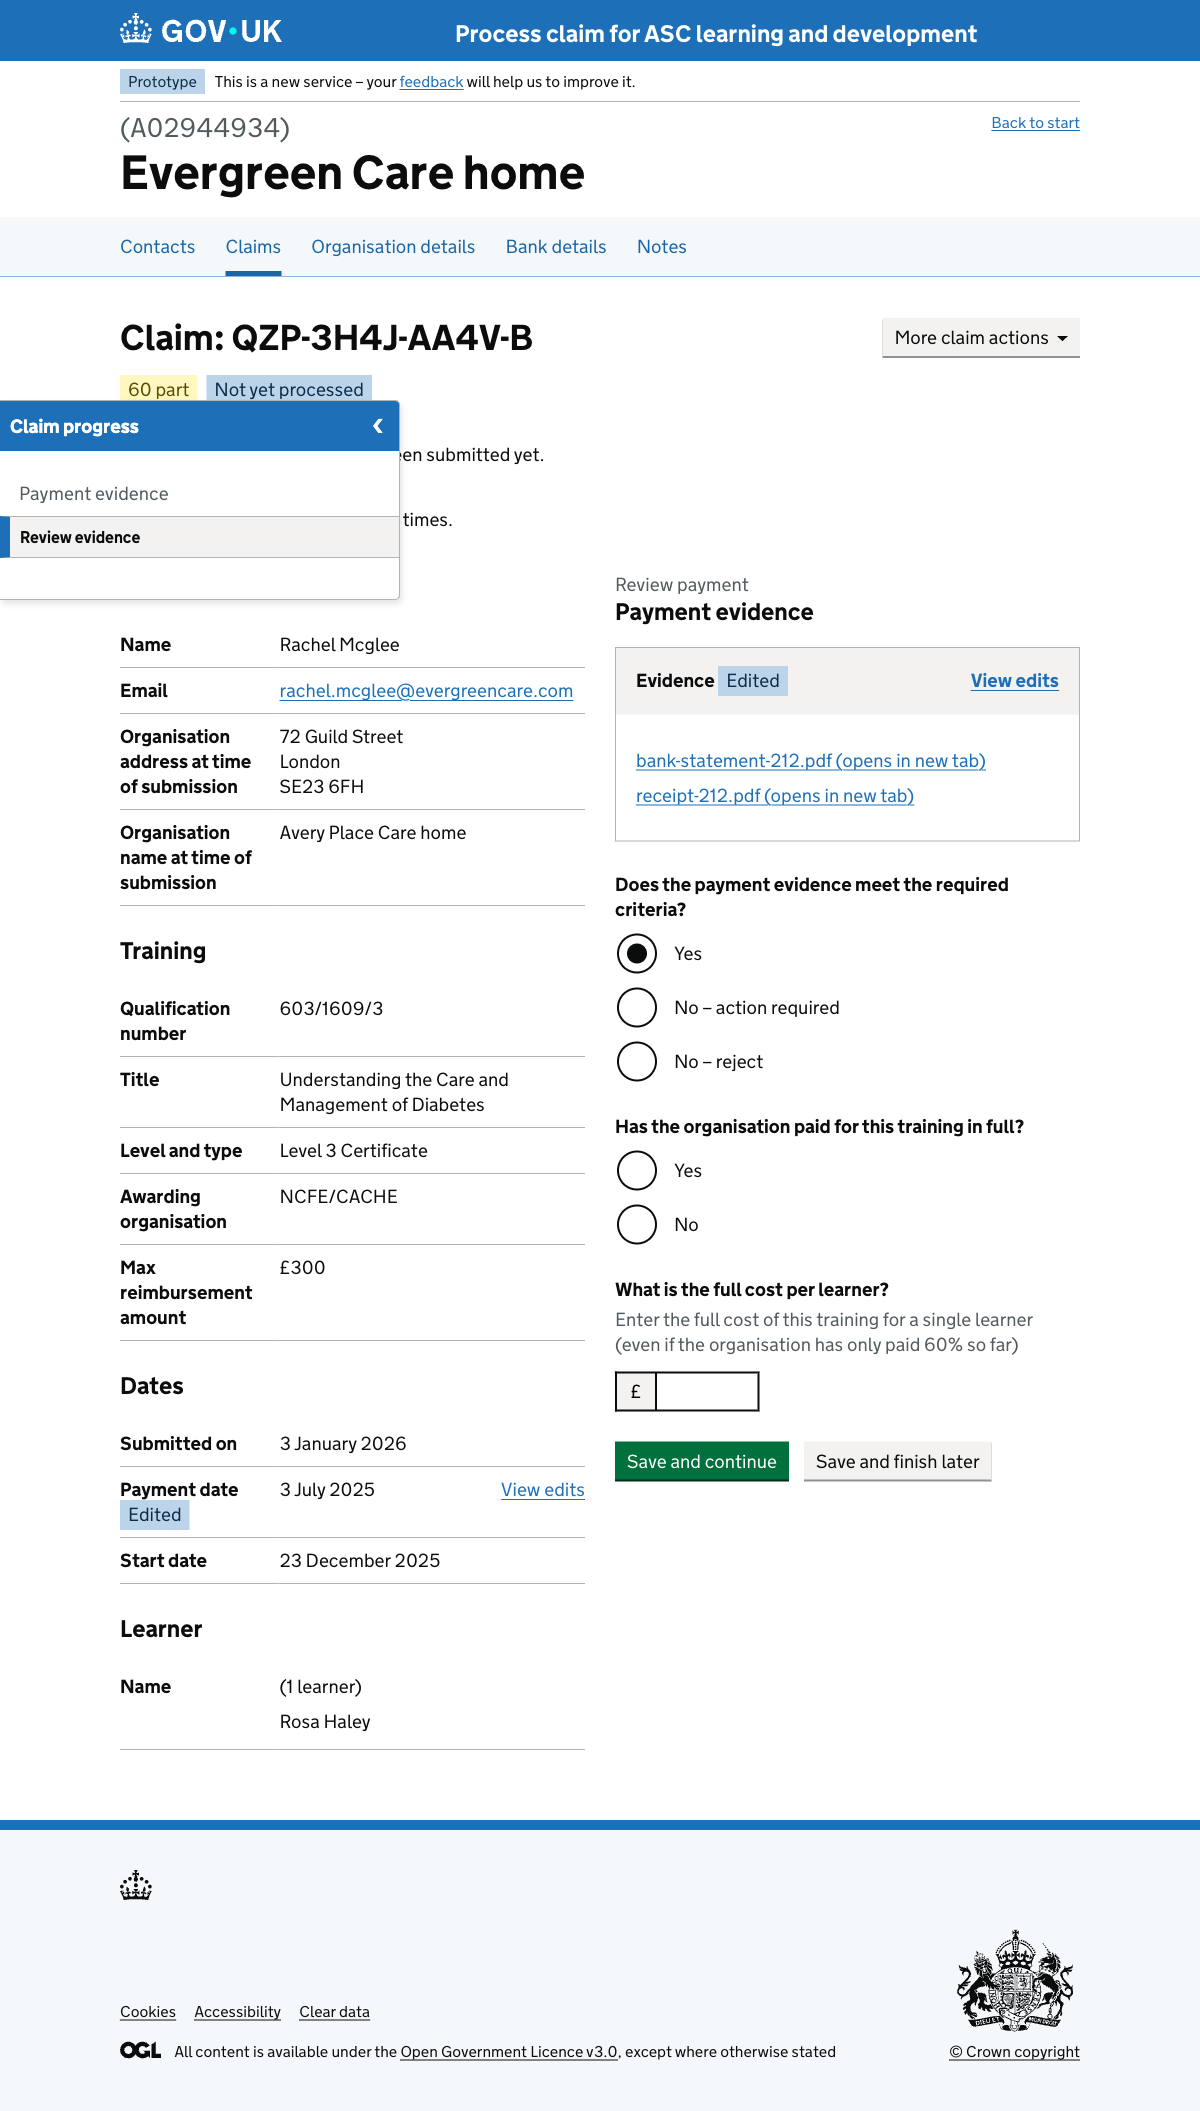 GOV·UK
Process claim for ASC learning and development
Prototype This is a new service – your feedback will help us to improve it.
(A02944934)
Back to start
Evergreen Care home
Contacts Claims Organisation details Bank details Notes
Claim: QZP-3H4J-AA4V-B
More claim actions
60 part Not yet processed
Claim progress
en submitted yet.
Payment evidence
times.
Review evidence
Name Rachel Mcglee
Email rachel.mcglee@evergreencare.com
Organisation address at time of submission
72 Guild Street
London
SE23 6FH
Organisation name at time of submission
Avery Place Care home
Training
Qualification number
603/1609/3
Title
Understanding the Care and
Management of Diabetes
Level and type Level 3 Certificate
Awarding organisation
NCFE/CACHE
Max reimbursement amount
£300
Dates
Submitted on 3 January 2026
Payment date 3 July 2025 View edits
Edited
Start date 23 December 2025
Learner
Name (1 learner)
Rosa Haley
Review payment
Payment evidence
Evidence Edited View edits
bank-statement-212.pdf (opens in new tab)
receipt-212.pdf (opens in new tab)
Does the payment evidence meet the required
criteria?
Yes
No – action required
No – reject
Has the organisation paid for this training in full?
Yes
No
What is the full cost per learner?
Enter the full cost of this training for a single learner
(even if the organisation has only paid 60% so far)
£
Save and continue Save and finish later
Cookies Accessibility Clear data
OGL All content is available under the Open Government Licence v3.0, except where otherwise stated
© Crown copyright